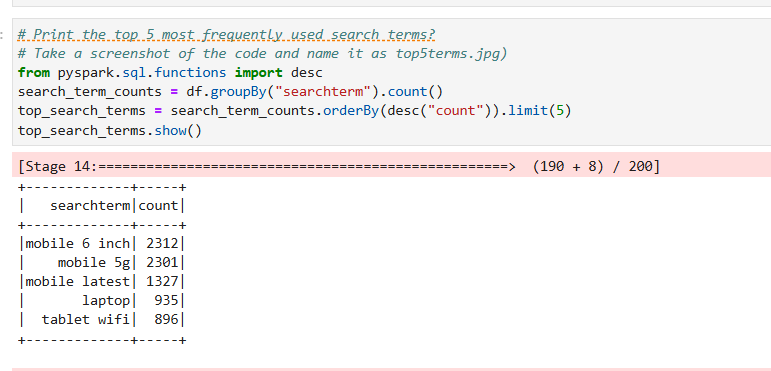 :
# Print the top 5 most frequently used search terms?
# Take a screenshot of the code and name it as top5terms.jpg)
from pyspark.sql.functions import desc
search_term_counts = df.groupBy("searchterm").count()
top_search_terms = search_term_counts.orderBy(desc("count")).limit(5)
top_search_terms.show()
[Stage 14:===================================================>  (190 + 8) / 200]
+-------------+-----+
|   searchterm|count|
+-------------+-----+
|mobile 6 inch| 2312|
|    mobile 5g| 2301|
|mobile latest| 1327|
|       laptop|  935|
|  tablet wifi|  896|
+-------------+-----+